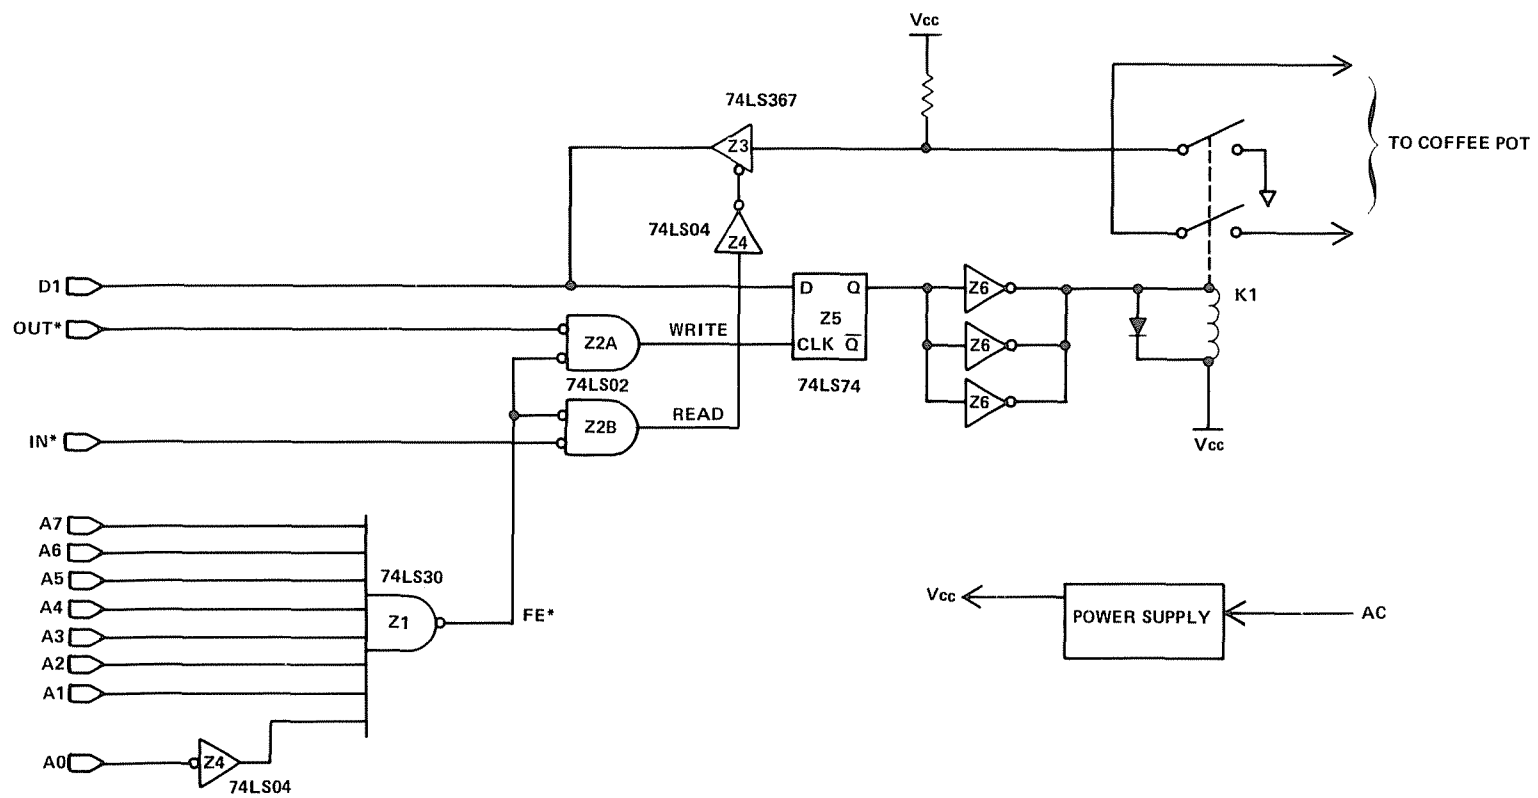 Vcc
74LS367
Z3
TO COFFEE POT
74LS04
Z4
D1
D Q
Z6
K1
Z5
OUT*
WRITE
Z2A
CLK Q̅
Z6
74LS02
74LS74
Z6
READ
Z2B
IN*
Vcc
A7
A6
A5
74LS30
A4
Z1
FE*
A3
A2
A1
A0
Z4
74LS04
Vcc
POWER SUPPLY
AC